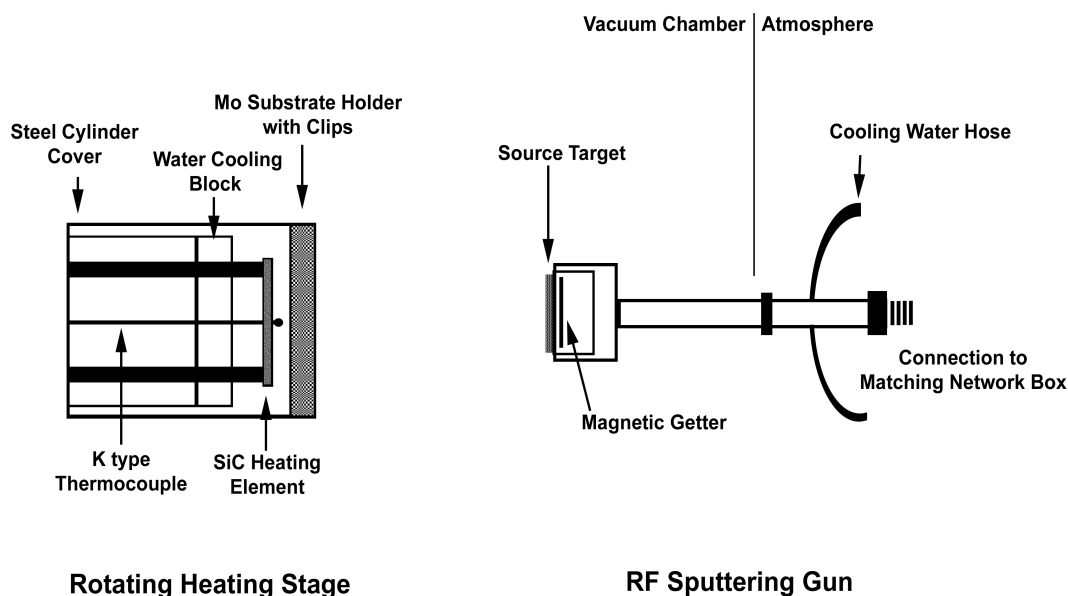 Vacuum Chamber
Atmosphere
Mo Substrate Holder
with Clips
Steel Cylinder
Cover
Water Cooling
Block
Cooling Water Hose
Source Target
Connection to
Matching Network Box
Magnetic Getter
K type
Thermocouple
SiC Heating
Element
Rotating Heating Stage
RF Sputtering Gun